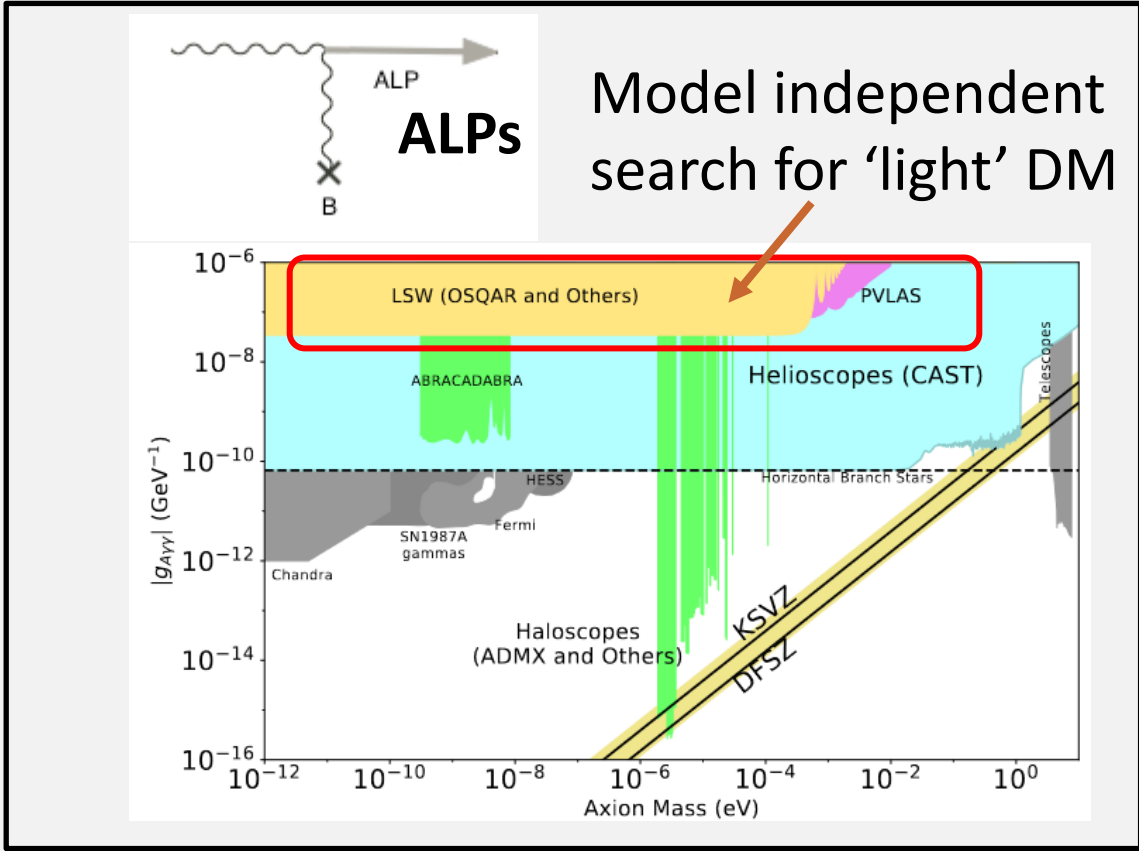 ALP
ALPs
B
Model independent
search for ‘light’ DM
10⁻⁶
10⁻⁸
10⁻¹⁰
10⁻¹²
10⁻¹⁴
10⁻¹⁶
|g_{Aγγ}| (GeV⁻¹)
LSW (OSQAR and Others)
PVLAS
ABRACADABRA
Helioscopes (CAST)
Telescopes
HESS
Horizontal Branch Stars
Fermi
SN1987A
gammas
Chandra
Haloscopes
(ADMX and Others)
KSVZ
DFSZ
10⁻¹² 10⁻¹⁰ 10⁻⁸ 10⁻⁶ 10⁻⁴ 10⁻² 10⁰
Axion Mass (eV)